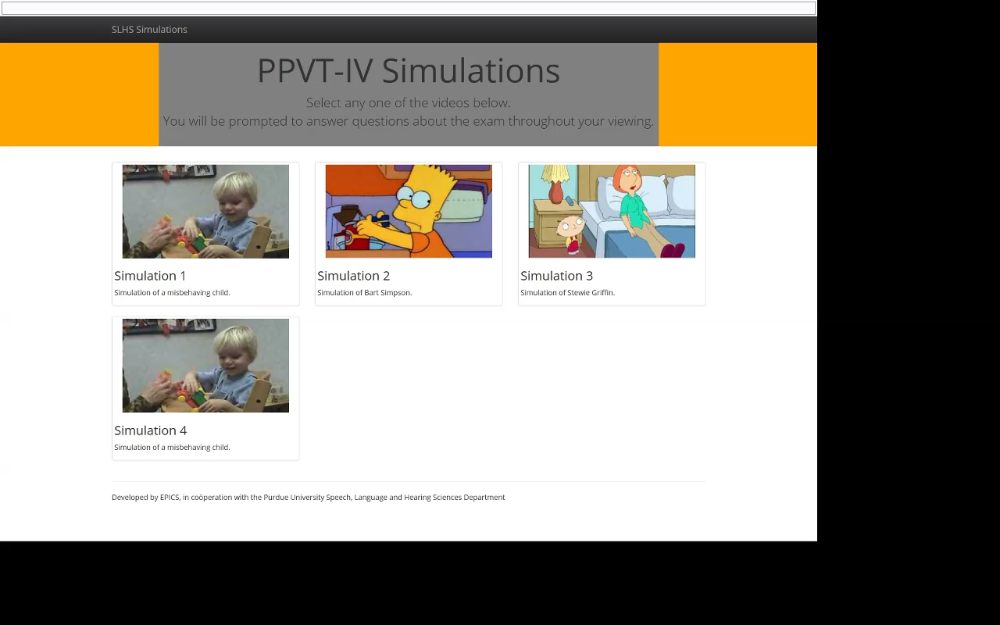 SLHS Simulations
PPVT-IV Simulations
Select any one of the videos below.
You will be prompted to answer questions about the exam throughout your viewing.
Simulation 1
Simulation of a misbehaving child.
Simulation 2
Simulation of Bart Simpson.
Simulation 3
Simulation of Stewie Griffin.
Simulation 4
Simulation of a misbehaving child.
Developed by EPICS, in coöperation with the Purdue University Speech, Language and Hearing Sciences Department